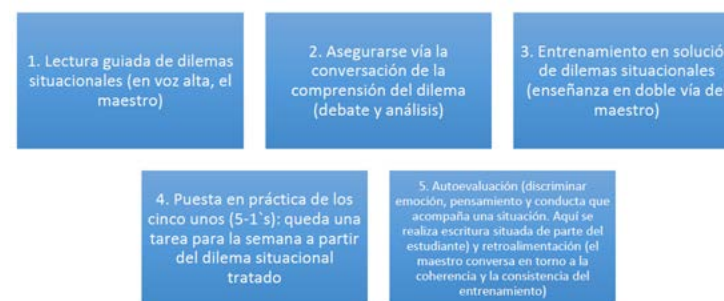 1. Lectura guiada de dilemas
situacionales (en voz alta, el
maestro)
2. Asegurarse vía la
conversación de la
comprensión del dilema
(debate y análisis)
3. Entrenamiento en solució
de dilemas situacionales
(enseñanza en doble vía de
maestro)
4. Puesta en práctica de los
cinco unos (5-1`s): queda una
tarea para la semana a partir
del dilema situacional
tratado
5. Autoevaluación (discriminar
emoción, pensamiento y conducta que
acompaña una situación. Aquí se
realiza escritura situada de parte del
estudiante) y retroalimentación (el
maestro conversa en torno a la
coherencia y la consistencia del
entrenamiento)